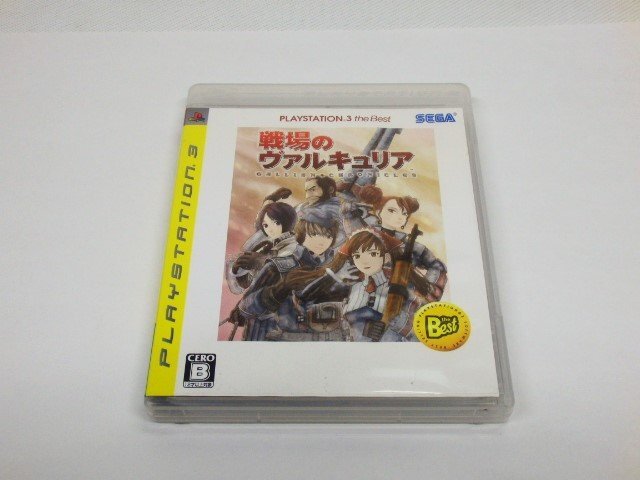 PLAYSTATION.3 the Best
SEGA
戦場の
ヴァルキュリア
GALLIAN CHRONICLES
PLAYSTATION 3
the
Best
CERO
B